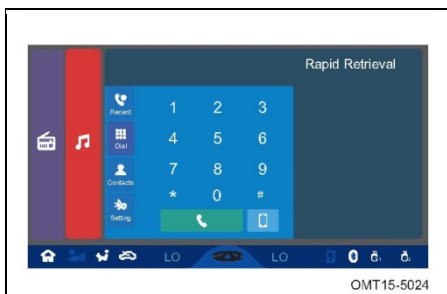 Rapid Retrieval
Recent
1 2 3
Dial
4 5 6
Contacts
7 8 9
Setting
* 0 #
LO LO 0
OMT15-5024